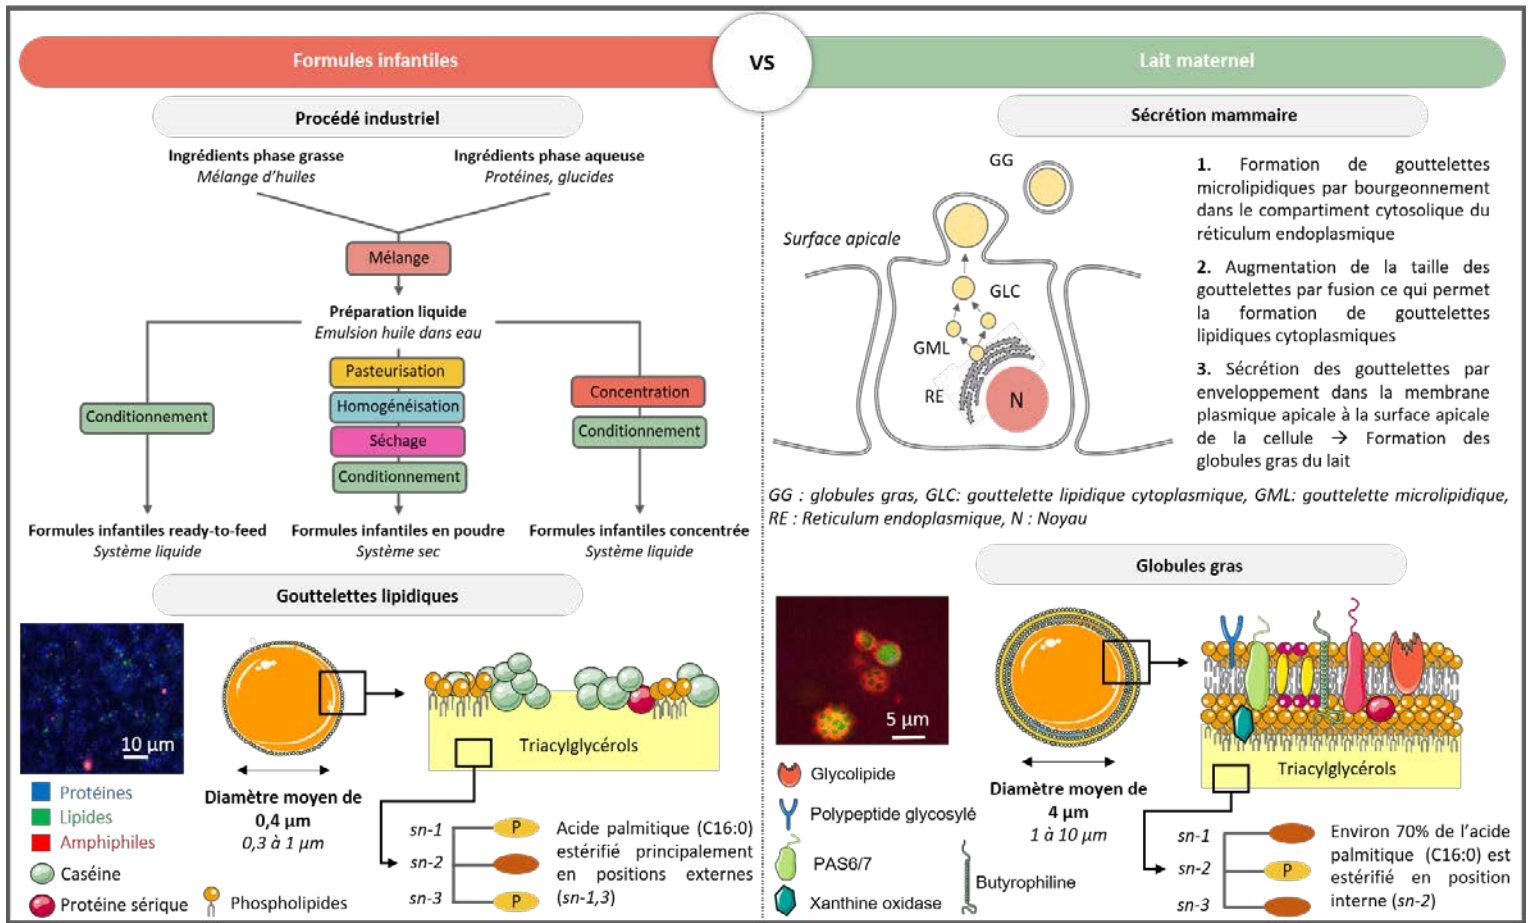 Formules infantiles
VS
Lait maternel
Procédé industriel
Ingrédients phase grasse
Mélange d'huiles
Ingrédients phase aqueuse
Protéines, glucides
Mélange
Préparation liquide
Emulsion huile dans eau
Pasteurisation
Homogénéisation
Séchage
Conditionnement
Conditionnement
Concentration
Conditionnement
Formules infantiles ready-to-feed
Système liquide
Formules infantiles en poudre
Système sec
Formules infantiles concentrée
Système liquide
Gouttelettes lipidiques
10 µm
Protéines
Lipides
Amphiphiles
Caséine
Protéine sérique
Phospholipides
Diamètre moyen de
0,4 µm
0,3 à 1 µm
Triacylglycérols
sn-1
P
sn-2
sn-3
P
Acide palmitique (C16:0)
estérifié principalement
en positions externes
(sn-1,3)
Sécrétion mammaire
GG
Surface apicale
GLC
GML
RE
N
1. Formation de gouttelettes
microlipidiques par bourgeonnement
dans le compartiment cytosolique du
réticulum endoplasmique
2. Augmentation de la taille des
gouttelettes par fusion ce qui permet
la formation de gouttelettes
lipidiques cytoplasmiques
3. Sécrétion des gouttelettes par
enveloppement dans la membrane
plasmique apicale à la surface apicale
de la cellule → Formation des
globules gras du lait
GG : globules gras, GLC: gouttelette lipidique cytoplasmique, GML: gouttelette microlipidique,
RE : Reticulum endoplasmique, N : Noyau
Globules gras
5 µm
Glycolipide
Polypeptide glycosylé
PAS6/7
Xanthine oxidase
Butyrophiline
Diamètre moyen de
4 µm
1 à 10 µm
Triacylglycérols
sn-1
sn-2
P
sn-3
Environ 70% de l'acide
palmitique (C16:0) est
estérifié en position
interne (sn-2)